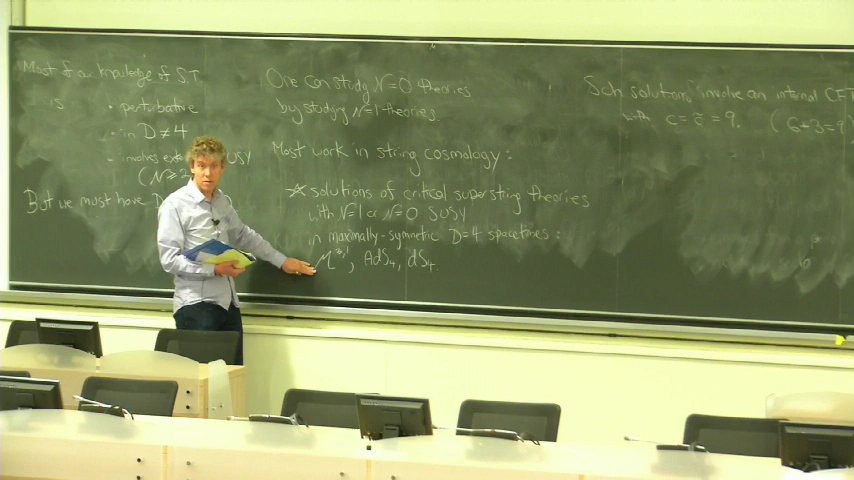 Most of our knowledge of S.T.
is • perturbative
• in D≠4
• involves SUSY
(N≥2
But we must have D
One can study N=0 theories
by studying N=1 theories.
Most work in string cosmology:
solutions of critical superstring theories
with N=1 or N=0 SUSY
in maximally-symmetric D=4 spacetimes:
M³,¹, AdS₄, dS₄
Such solutions involve an internal CFT
with c = c̃ = 9. (6+3=9)